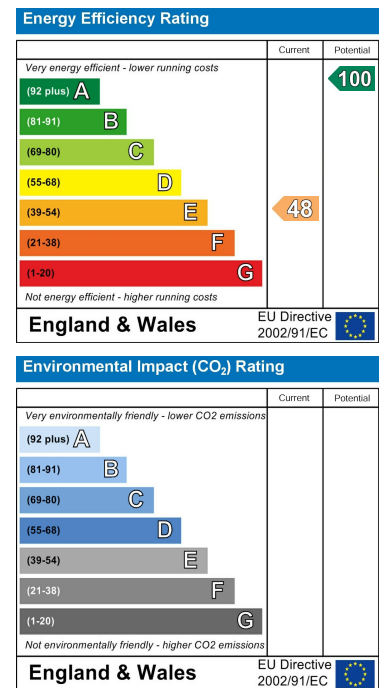 Energy Efficiency Rating
Current Potential
Very energy efficient - lower running costs
(92 plus) A
100
(81-91) B
(69-80) C
(55-68) D
(39-54) E
48
(21-38) F
(1-20) G
Not energy efficient - higher running costs
England & Wales
EU Directive
2002/91/EC
Environmental Impact (CO₂) Rating
Current Potential
Very environmentally friendly - lower CO2 emissions
(92 plus) A
(81-91) B
(69-80) C
(55-68) D
(39-54) E
(21-38) F
(1-20) G
Not environmentally friendly - higher CO2 emissions
England & Wales
EU Directive
2002/91/EC